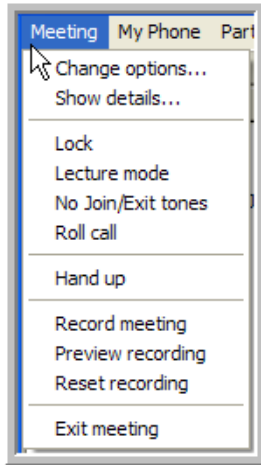 Meeting My Phone Part
Change options...
Show details...
Lock
Lecture mode
No Join/Exit tones
Roll call
Hand up
Record meeting
Preview recording
Reset recording
Exit meeting